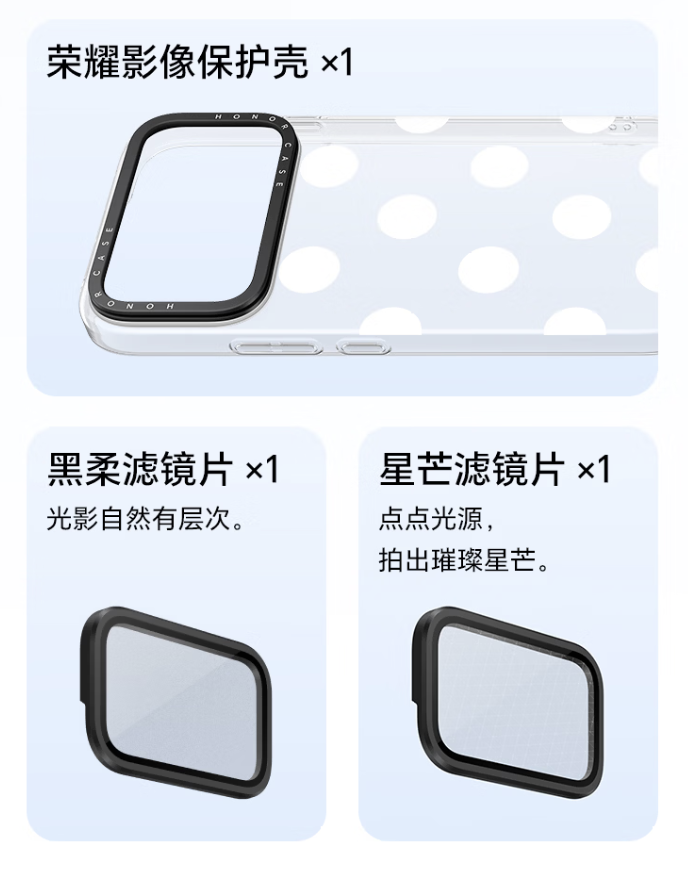 荣耀影像保护壳 ×1
HONOR CASE
HONOR CASE
黑柔滤镜片 ×1
光影自然有层次。
星芒滤镜片 ×1
点点光源，
拍出璀璨星芒。